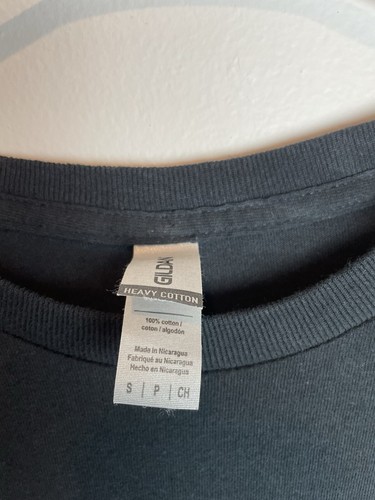 GILDAN
HEAVY COTTON
100% cotton /
coton / algodón
Made in Nicaragua
Fabriqué au Nicaragua
Hecho en Nicaragua
S | P | CH